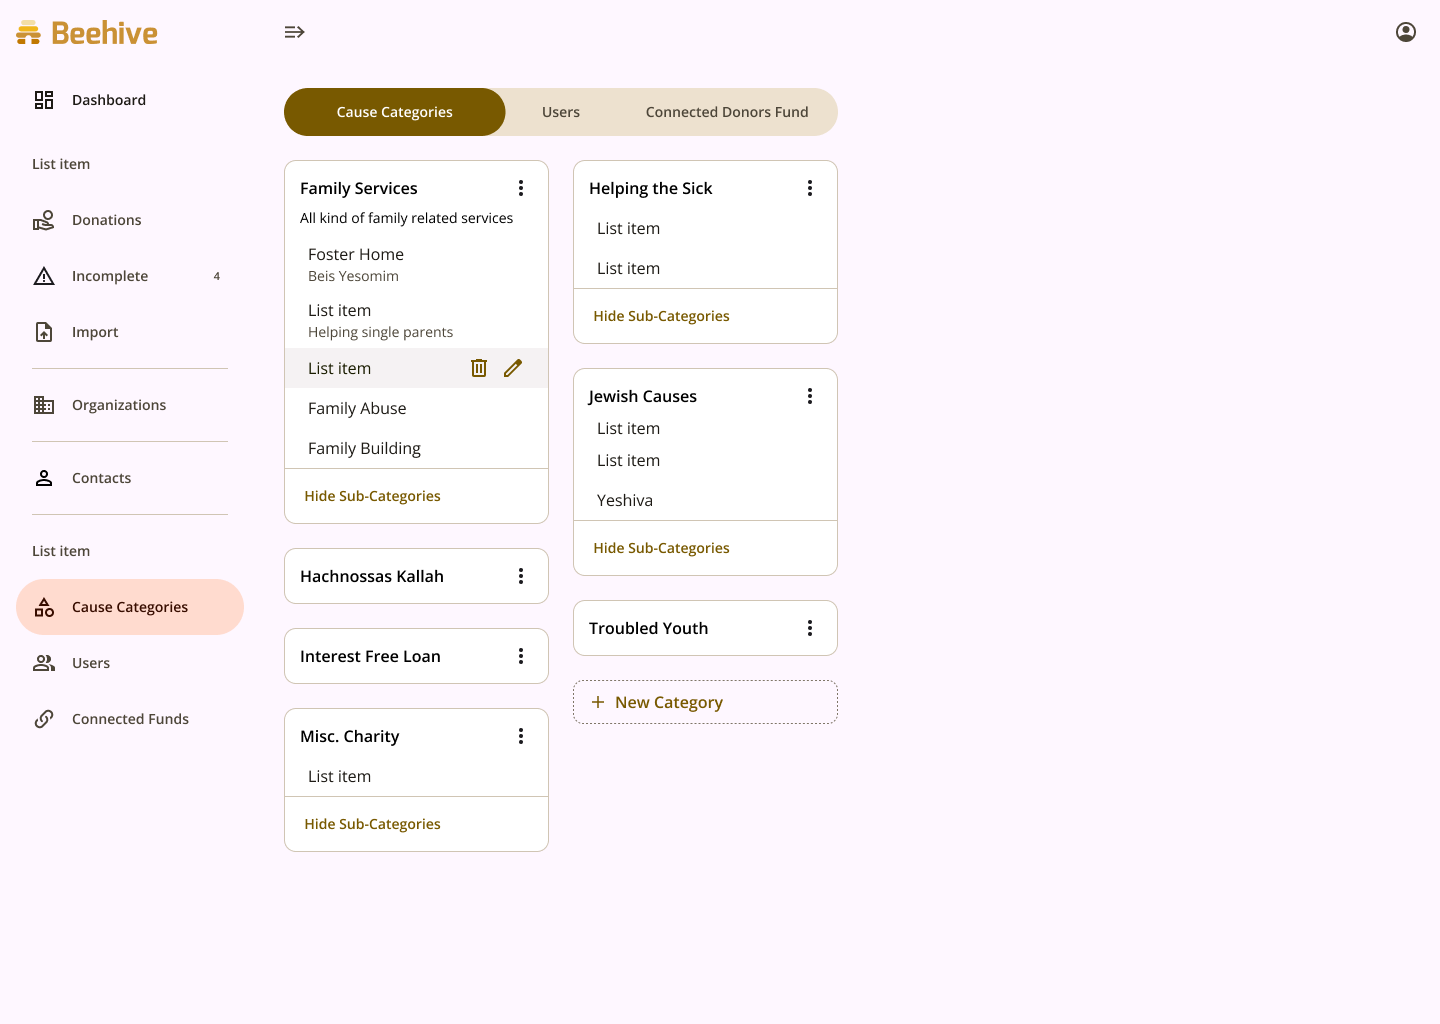 Beehive
Dashboard
List item
Donations
Incomplete 4
Import
Organizations
Contacts
List item
Cause Categories
Users
Connected Funds
Cause Categories Users Connected Donors Fund
Family Services
All kind of family related services
Foster Home
Beis Yesomim
List item
Helping single parents
List item
Family Abuse
Family Building
Hide Sub-Categories
Hachnossas Kallah
Interest Free Loan
Misc. Charity
List item
Hide Sub-Categories
Helping the Sick
List item
List item
Hide Sub-Categories
Jewish Causes
List item
List item
Yeshiva
Hide Sub-Categories
Troubled Youth
+ New Category